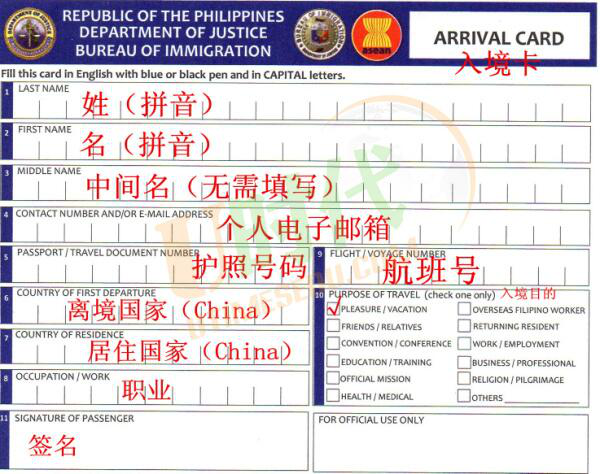 REPUBLIC OF THE PHILIPPINES
DEPARTMENT OF JUSTICE
BUREAU OF IMMIGRATION
asean
ARRIVAL CARD
入境卡
Fill this card in English with blue or black pen and in CAPITAL letters.
1 LAST NAME
姓（拼音）
2 FIRST NAME
名（拼音）
3 MIDDLE NAME
中间名（无需填写）
4 CONTACT NUMBER AND/OR E-MAIL ADDRESS
个人电子邮箱
5 PASSPORT / TRAVEL DOCUMENT NUMBER
护照号码
9 FLIGHT / VOYAGE NUMBER
航班号
6 COUNTRY OF FIRST DEPARTURE
离境国家（China）
7 COUNTRY OF RESIDENCE
居住国家（China）
8 OCCUPATION / WORK
职业
10 PURPOSE OF TRAVEL (check one only) 入境目的
PLEASURE / VACATION
OVERSEAS FILIPINO WORKER
FRIENDS / RELATIVES
RETURNING RESIDENT
CONVENTION / CONFERENCE
WORK / EMPLOYMENT
EDUCATION / TRAINING
BUSINESS / PROFESSIONAL
OFFICIAL MISSION
RELIGION / PILGRIMAGE
HEALTH / MEDICAL
OTHERS
11 SIGNATURE OF PASSENGER
签名
FOR OFFICIAL USE ONLY